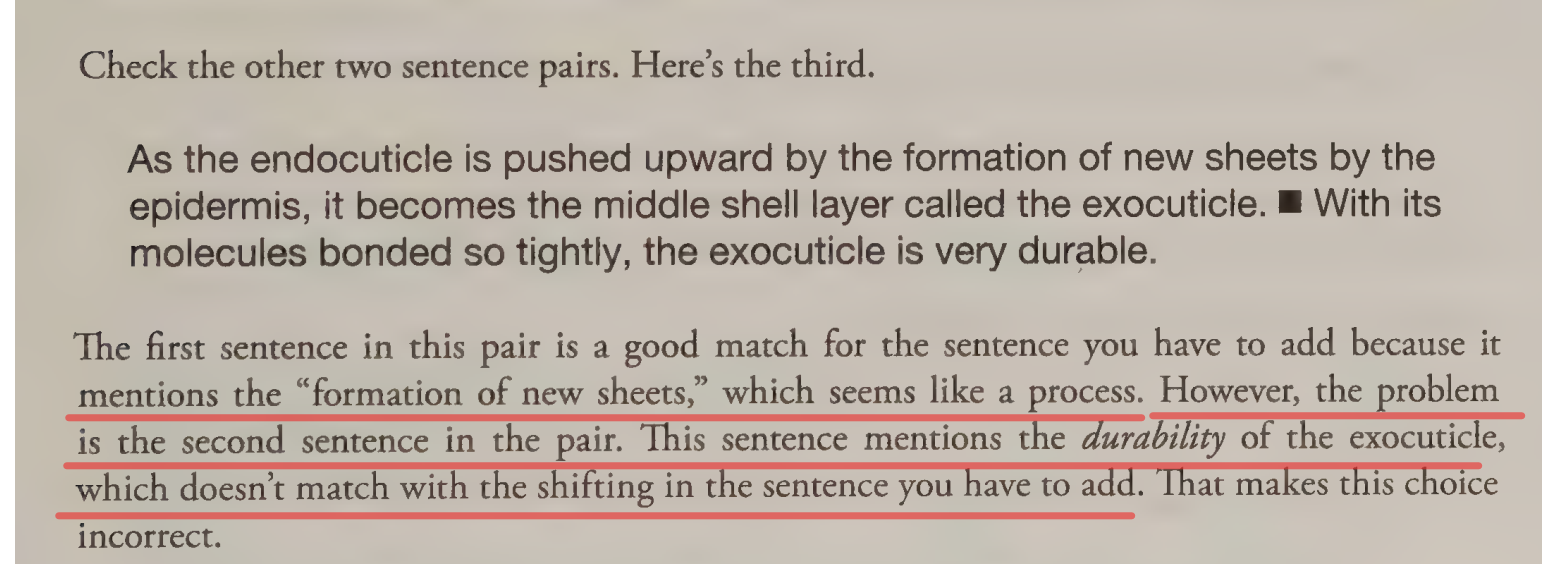 Check the other two sentence pairs. Here’s the third.
As the endocuticle is pushed upward by the formation of new sheets by the
epidermis, it becomes the middle shell layer called the exocuticle. ■ With its
molecules bonded so tightly, the exocuticle is very durable.
The first sentence in this pair is a good match for the sentence you have to add because it
mentions the “formation of new sheets,” which seems like a process. However, the problem
is the second sentence in the pair. This sentence mentions the durability of the exocuticle,
which doesn’t match with the shifting in the sentence you have to add. That makes this choice
incorrect.